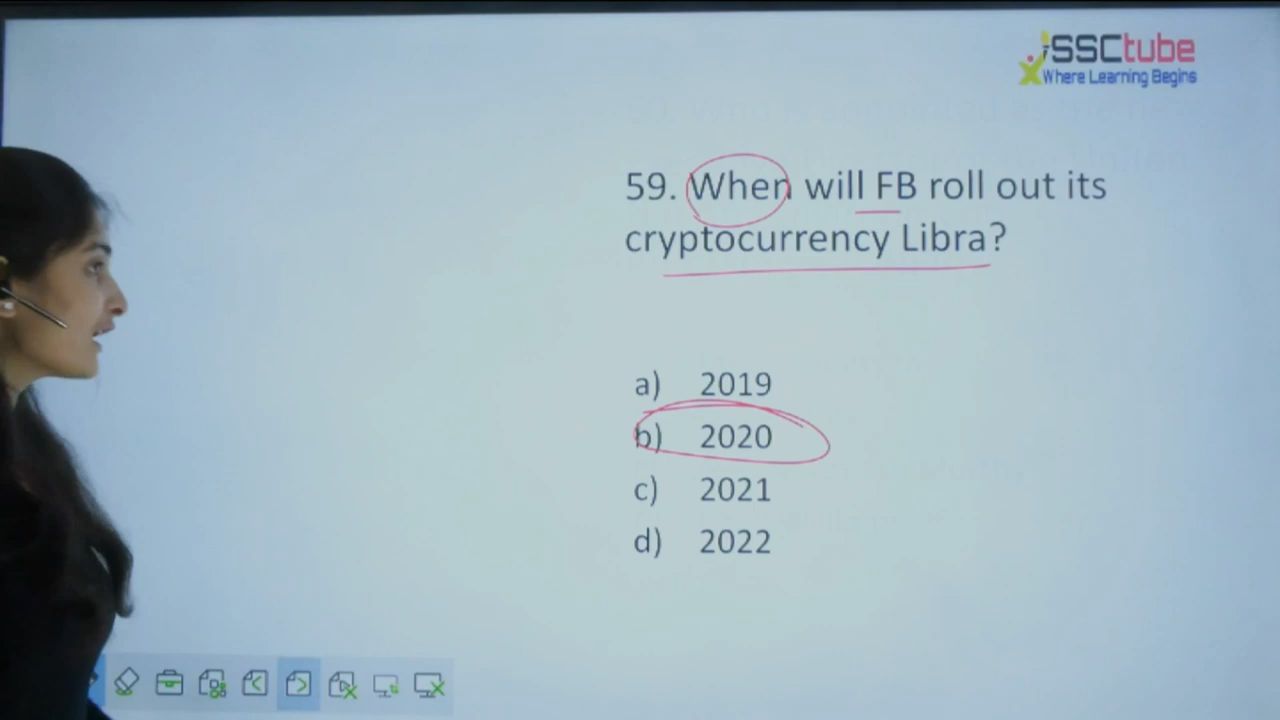 SSCtube
Where Learning Begins
59. When will FB roll out its
cryptocurrency Libra?
a) 2019
b) 2020
c) 2021
d) 2022